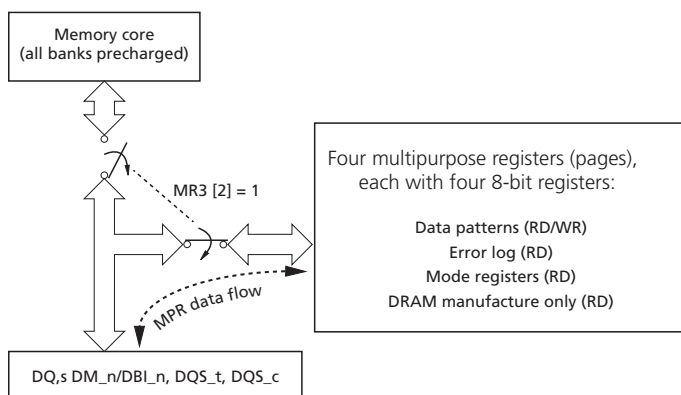 Memory core
(all banks precharged)
Four multipurpose registers (pages),
each with four 8-bit registers:
Data patterns (RD/WR)
Error log (RD)
Mode registers (RD)
DRAM manufacture only (RD)
MR3 [2] = 1
MPR data flow
DQ,s DM_n/DBI_n, DQS_t, DQS_c